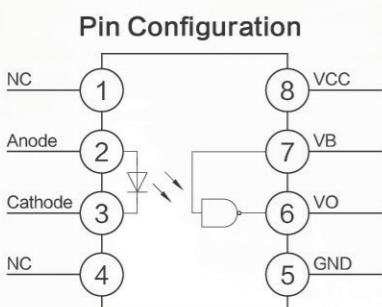 Pin Configuration
NC 1 8 VCC
Anode 2 7 VB
Cathode 3 6 VO
NC 4 5 GND